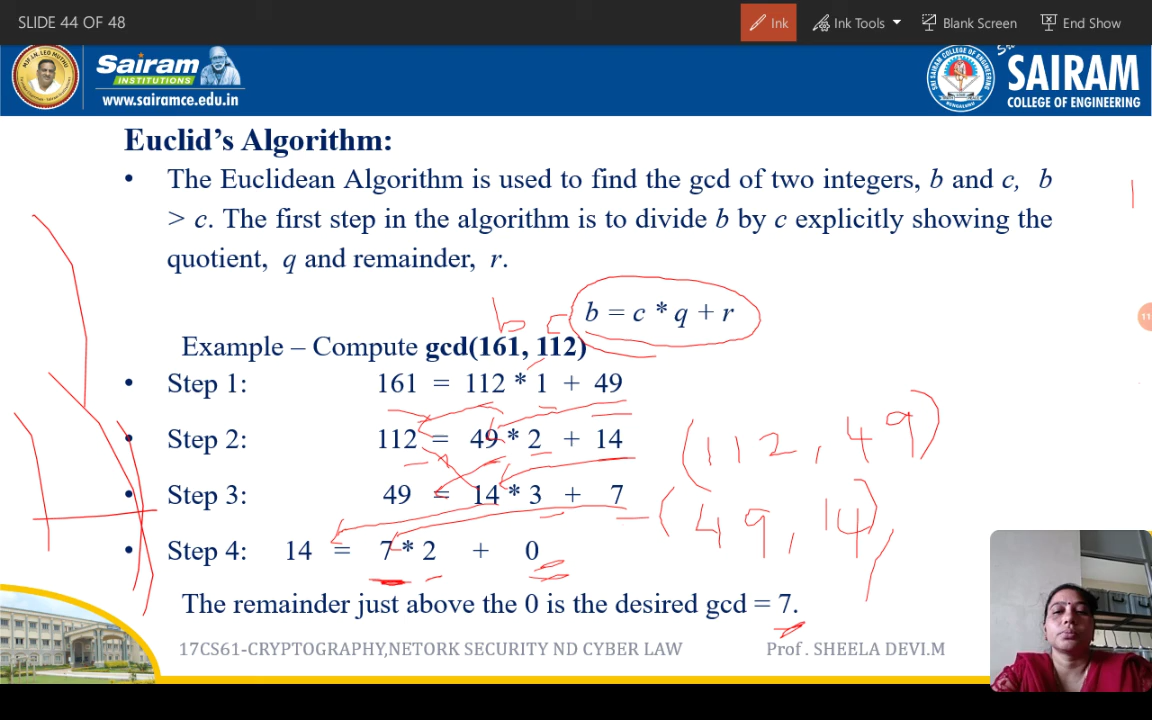 SLIDE 44 OF 48
Ink
Ink Tools
Blank Screen
End Show
Sairam
INSTITUTIONS
www.sairamce.edu.in
SAIRAM
COLLEGE OF ENGINEERING
Euclid's Algorithm:
• The Euclidean Algorithm is used to find the gcd of two integers, b and c, b
> c. The first step in the algorithm is to divide b by c explicitly showing the
quotient, q and remainder, r.
b = c * q + r
b c
Example – Compute gcd(161, 112)
• Step 1: 161 = 112 * 1 + 49
• Step 2: 112 = 49 * 2 + 14
(112, 49)
• Step 3: 49 = 14 * 3 + 7
(49, 14),
• Step 4: 14 = 7 * 2 + 0
The remainder just above the 0 is the desired gcd = 7.
17CS61-CRYPTOGRAPHY,NETORK SECURITY ND CYBER LAW
Prof . SHEELA DEVI.M